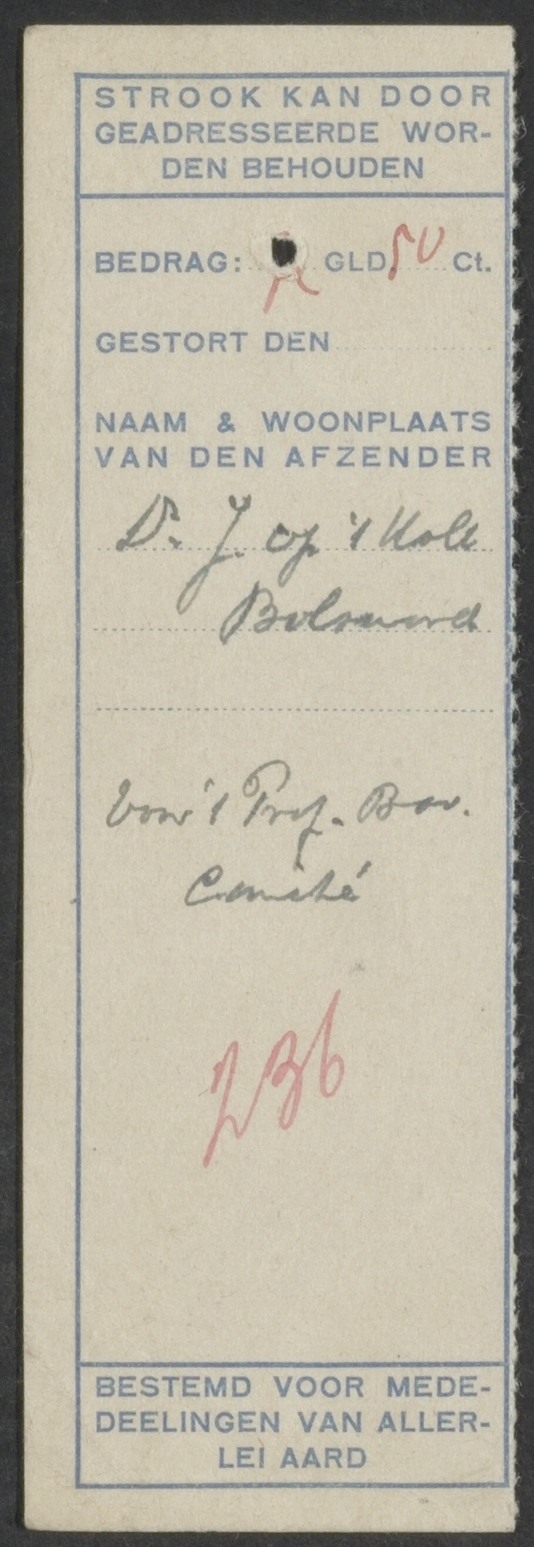 STROOK KAN DOOR
GEADRESSEERDE WOR-
DEN BEHOUDEN
BEDRAG: GLD. 50 Ct.
GESTORT DEN
NAAM & WOONPLAATS
VAN DEN AFZENDER
Dr. J. op 't Holt
Bolsward
Voor 't Prof. Bav.
Comité
236
BESTEMD VOOR MEDE-
DEELINGEN VAN ALLER-
LEI AARD